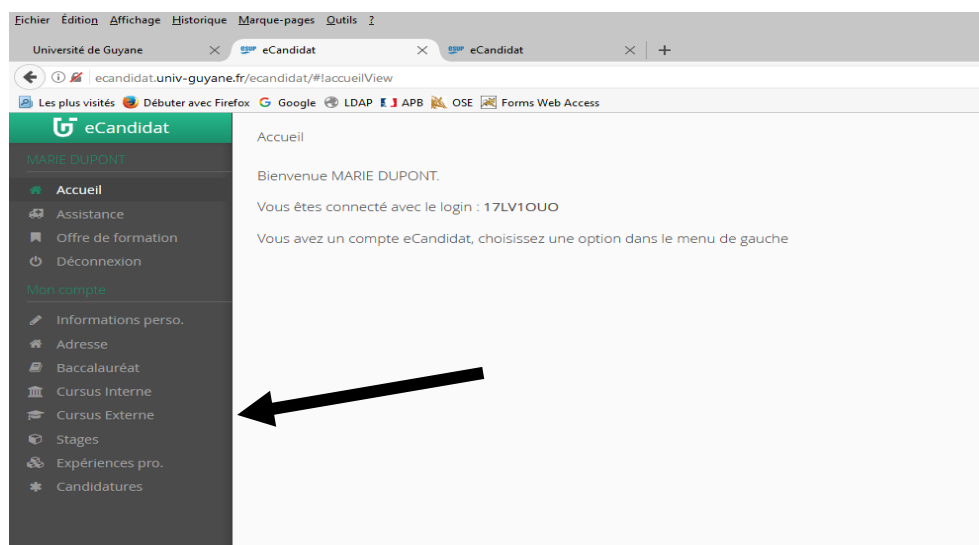 Eichier Édition Affichage Historique Marque-pages Outils ?
Université de Guyane eCandidat eCandidat
ecandidat.univ-guyane.fr/ecandidat/#!accueilView
Les plus visités Débuter avec Firefox Google LDAP APB OSE Forms Web Access
eCandidat
MARIE DUPONT
Accueil
Assistance
Offre de formation
Déconnexion
Mon compte
Informations perso.
Adresse
Baccalauréat
Cursus Interne
Cursus Externe
Stages
Expériences pro.
Candidatures
Accueil
Bienvenue MARIE DUPONT.
Vous êtes connecté avec le login : 17LV1OUO
Vous avez un compte eCandidat, choisissez une option dans le menu de gauche